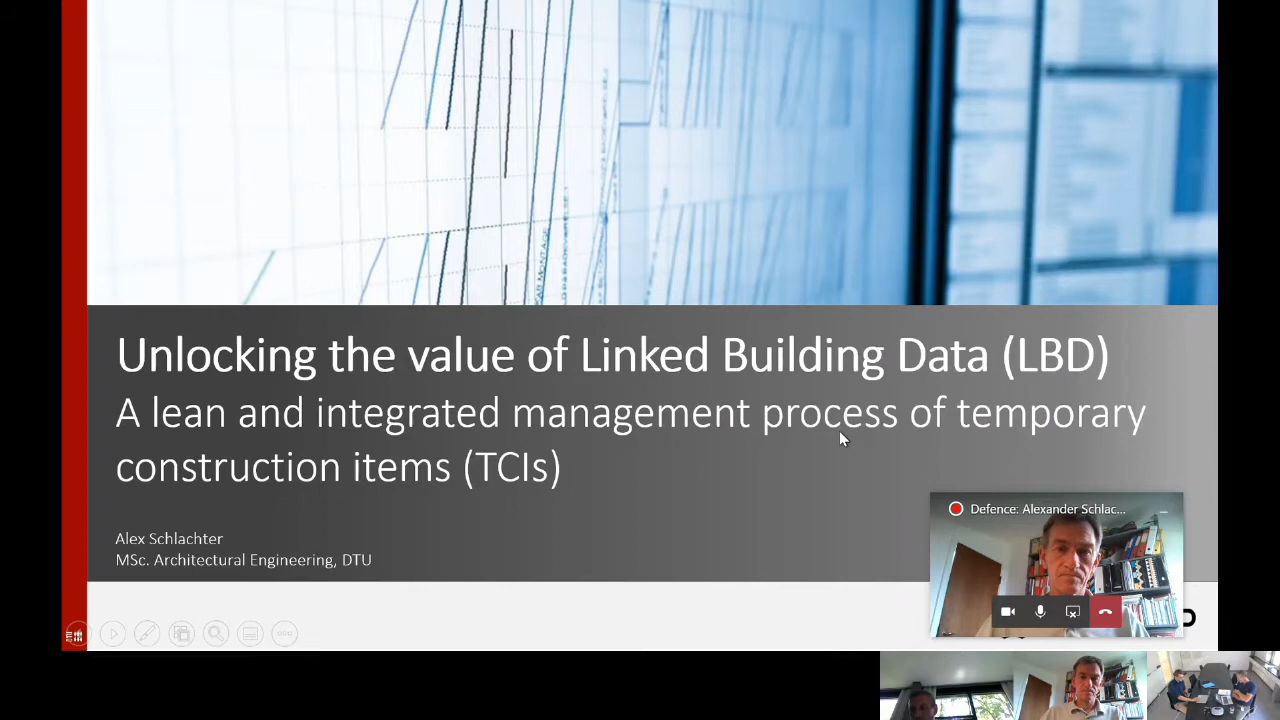 Unlocking the value of Linked Building Data (LBD)
A lean and integrated management process of temporary
construction items (TCIs)
Alex Schlachter
MSc. Architectural Engineering, DTU
Defence: Alexander Schlac...